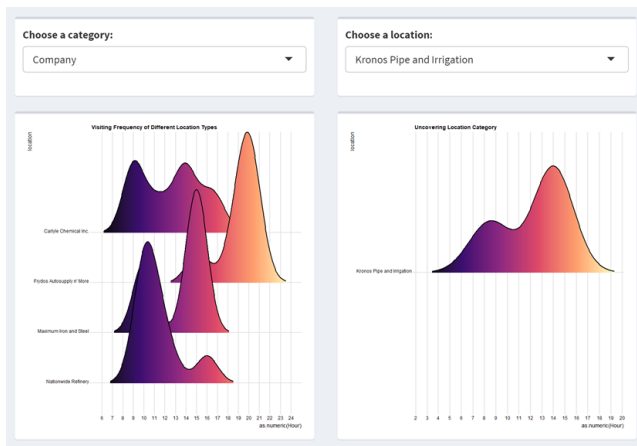 Choose a category:
Company
Choose a location:
Kronos Pipe and Irrigation
Visiting Frequency of Different Location Types
location
Carlyle Chemical Inc.
Frydos Autosupply n' More
Maximum Iron and Steel
Nationwide Refinery
6 7 8 9 10 11 12 13 14 15 16 17 18 19 20 21 22 23 24
as.numeric(Hour)
Uncovering Location Category
location
Kronos Pipe and Irrigation
2 3 4 5 6 7 8 9 10 11 12 13 14 15 16 17 18 19 20
as.numeric(Hour)